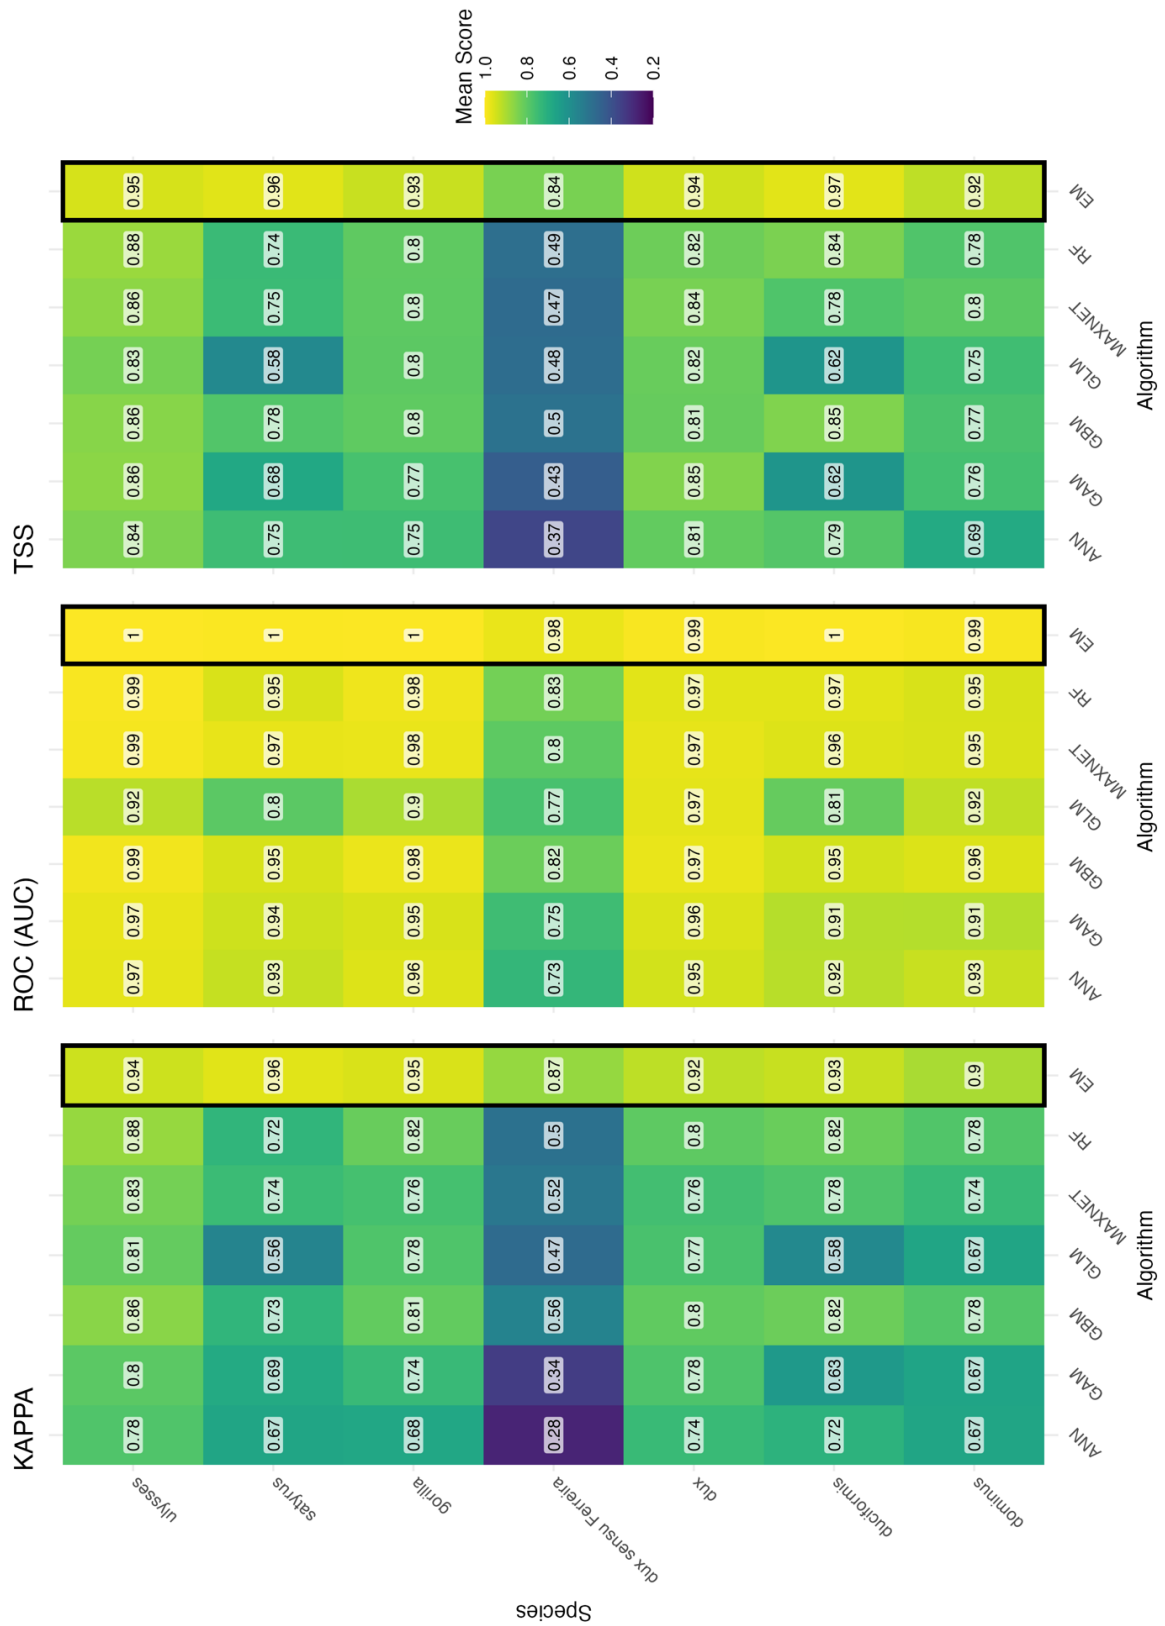 KAPPA
ROC (AUC)
TSS
Species
ulysses
0.78 0.8 0.86 0.81 0.83 0.88 0.94
0.97 0.97 0.99 0.92 0.99 0.99 1
0.84 0.86 0.86 0.83 0.86 0.88 0.95
satyrus
0.67 0.69 0.73 0.56 0.74 0.72 0.96
0.93 0.94 0.95 0.8 0.97 0.95 1
0.75 0.68 0.78 0.58 0.75 0.74 0.96
gorilla
0.68 0.74 0.81 0.78 0.76 0.82 0.95
0.96 0.95 0.98 0.9 0.98 0.98 1
0.75 0.77 0.8 0.8 0.8 0.8 0.93
dux sensu Ferreira
0.28 0.34 0.56 0.47 0.52 0.5 0.87
0.73 0.75 0.82 0.77 0.8 0.83 0.98
0.37 0.43 0.5 0.48 0.47 0.49 0.84
dux
0.74 0.78 0.8 0.77 0.76 0.8 0.92
0.95 0.96 0.97 0.97 0.97 0.97 0.99
0.81 0.85 0.81 0.82 0.84 0.82 0.94
duciformis
0.72 0.63 0.82 0.58 0.78 0.82 0.93
0.92 0.91 0.95 0.81 0.96 0.97 1
0.79 0.62 0.85 0.62 0.78 0.84 0.97
dominus
0.67 0.67 0.78 0.67 0.74 0.78 0.9
0.93 0.91 0.96 0.92 0.95 0.95 0.99
0.69 0.76 0.77 0.75 0.8 0.78 0.92
ANN GAM GBM GLM MAXNET RF EM
ANN GAM GBM GLM MAXNET RF EM
ANN GAM GBM GLM MAXNET RF EM
Algorithm
Algorithm
Algorithm
Mean Score
1.0
0.8
0.6
0.4
0.2